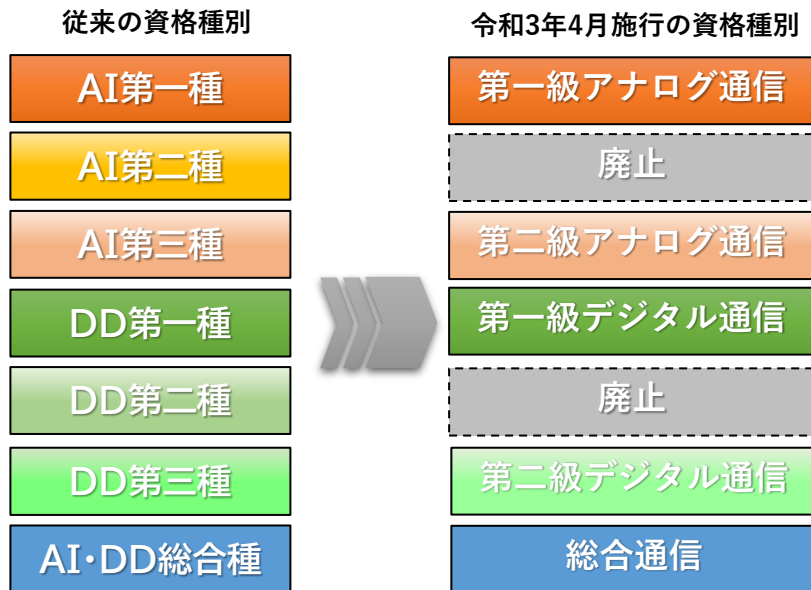 従来の資格種別
令和3年4月施行の資格種別
AI第一種
第一級アナログ通信
AI第二種
廃止
AI第三種
第二級アナログ通信
DD第一種
第一級デジタル通信
DD第二種
廃止
DD第三種
第二級デジタル通信
AI・DD総合種
総合通信